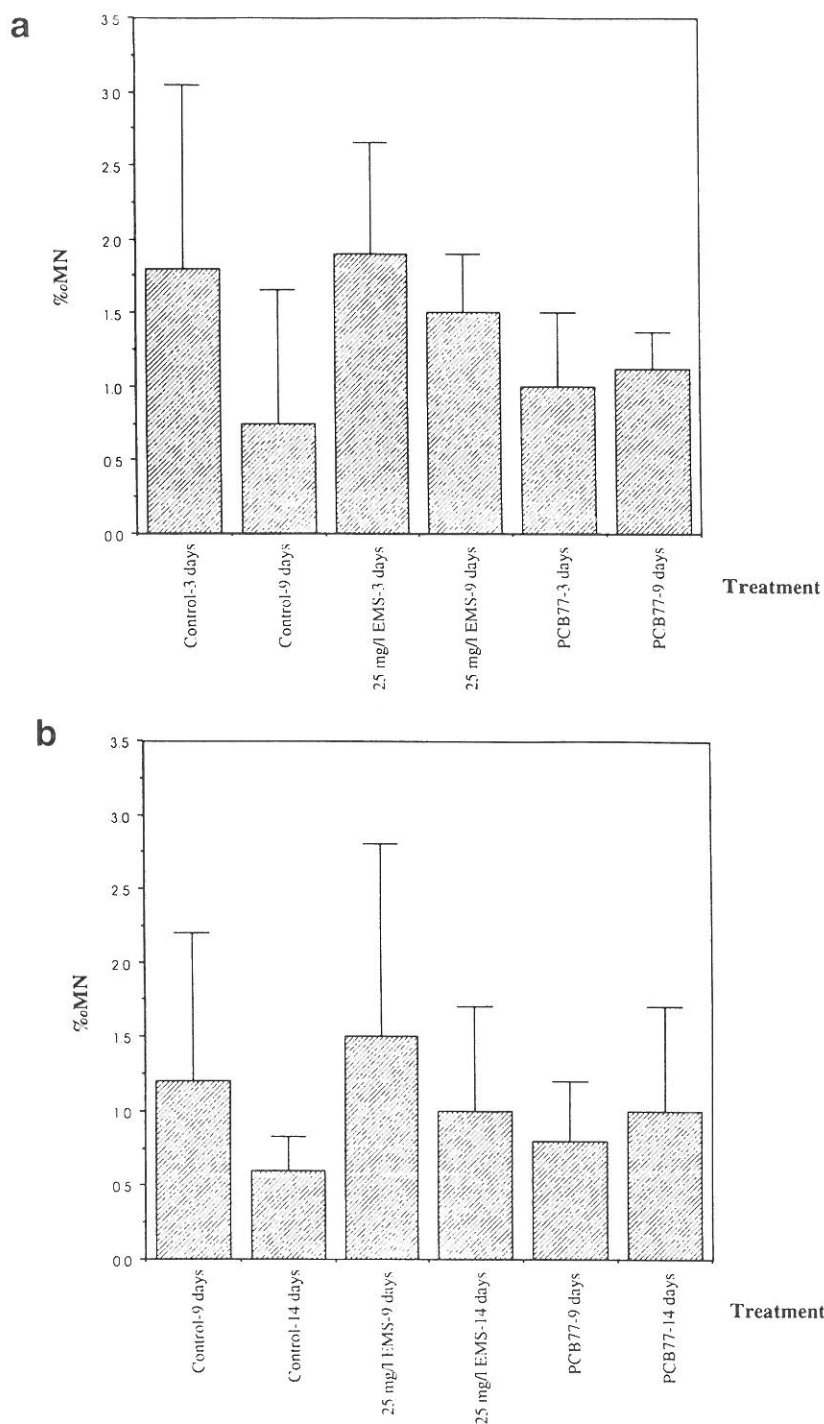 a
3.5
3.0
2.5
2.0
1.5
1.0
0.5
0.0
‰MN
Control-3 days
Control-9 days
25 mg/l EMS-3 days
25 mg/l EMS-9 days
PCB77-3 days
PCB77-9 days
Treatment
b
3.5
3.0
2.5
2.0
1.5
1.0
0.5
0.0
‰MN
Control-9 days
Control-14 days
25 mg/l EMS-9 days
25 mg/l EMS-14 days
PCB77-9 days
PCB77-14 days
Treatment